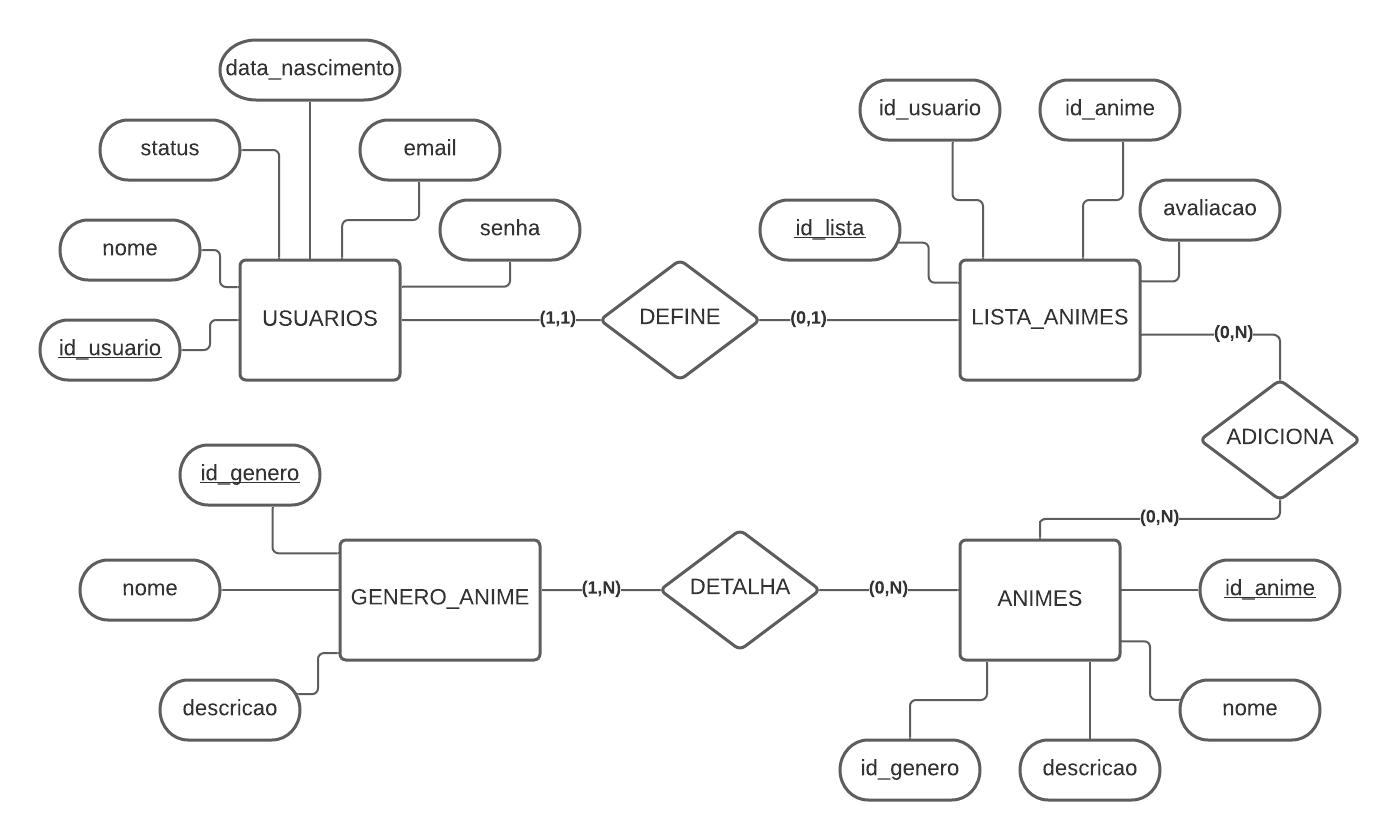 data_nascimento
status
email
nome
senha
id_usuario
USUARIOS
(1,1)
DEFINE
(0,1)
id_usuario
id_anime
id_lista
avaliacao
LISTA_ANIMES
(0,N)
ADICIONA
(0,N)
id_genero
nome
descricao
GENERO_ANIME
(1,N)
DETALHA
(0,N)
ANIMES
id_anime
nome
id_genero
descricao